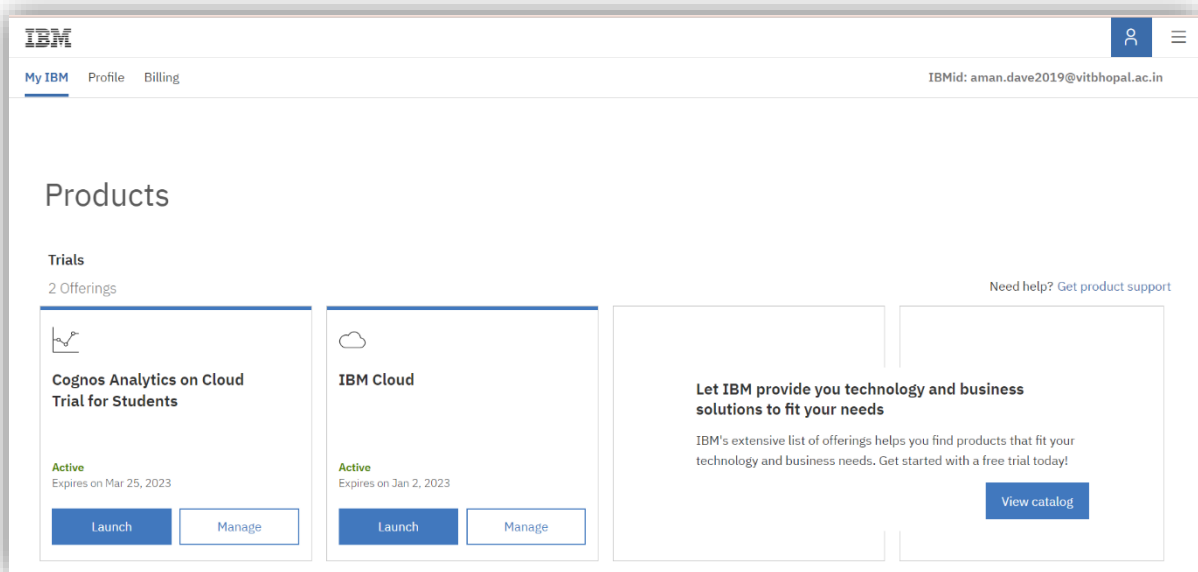 IBM
My IBM Profile Billing
IBMid: aman.dave2019@vitbhopal.ac.in
Products
Trials
2 Offerings
Need help? Get product support
Cognos Analytics on Cloud
Trial for Students
Active
Expires on Mar 25, 2023
Launch
Manage
IBM Cloud
Active
Expires on Jan 2, 2023
Launch
Manage
Let IBM provide you technology and business
solutions to fit your needs
IBM's extensive list of offerings helps you find products that fit your
technology and business needs. Get started with a free trial today!
View catalog